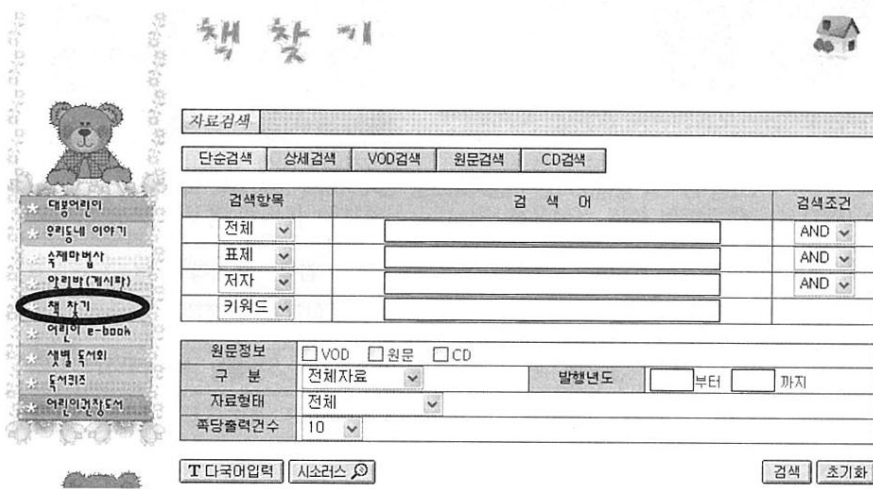 책 찾 기
자료검색
단순검색 상세검색 VOD검색 원문검색 CD검색
대봉어린이
우리동네 이야기
숙제마법사
알리바(게시파)
책 찾기
어린이 e-book
샛별 독서회
독서퀴즈
어린이권장도서
검색항목 검 색 어 검색조건
전체 AND
표제 AND
저자 AND
키워드
원문정보 VOD 원문 CD
구 분 전체자료 발행년도 부터 까지
자료형태 전체
쪽당출력건수 10
T 다국어입력 시소러스 검색 초기화